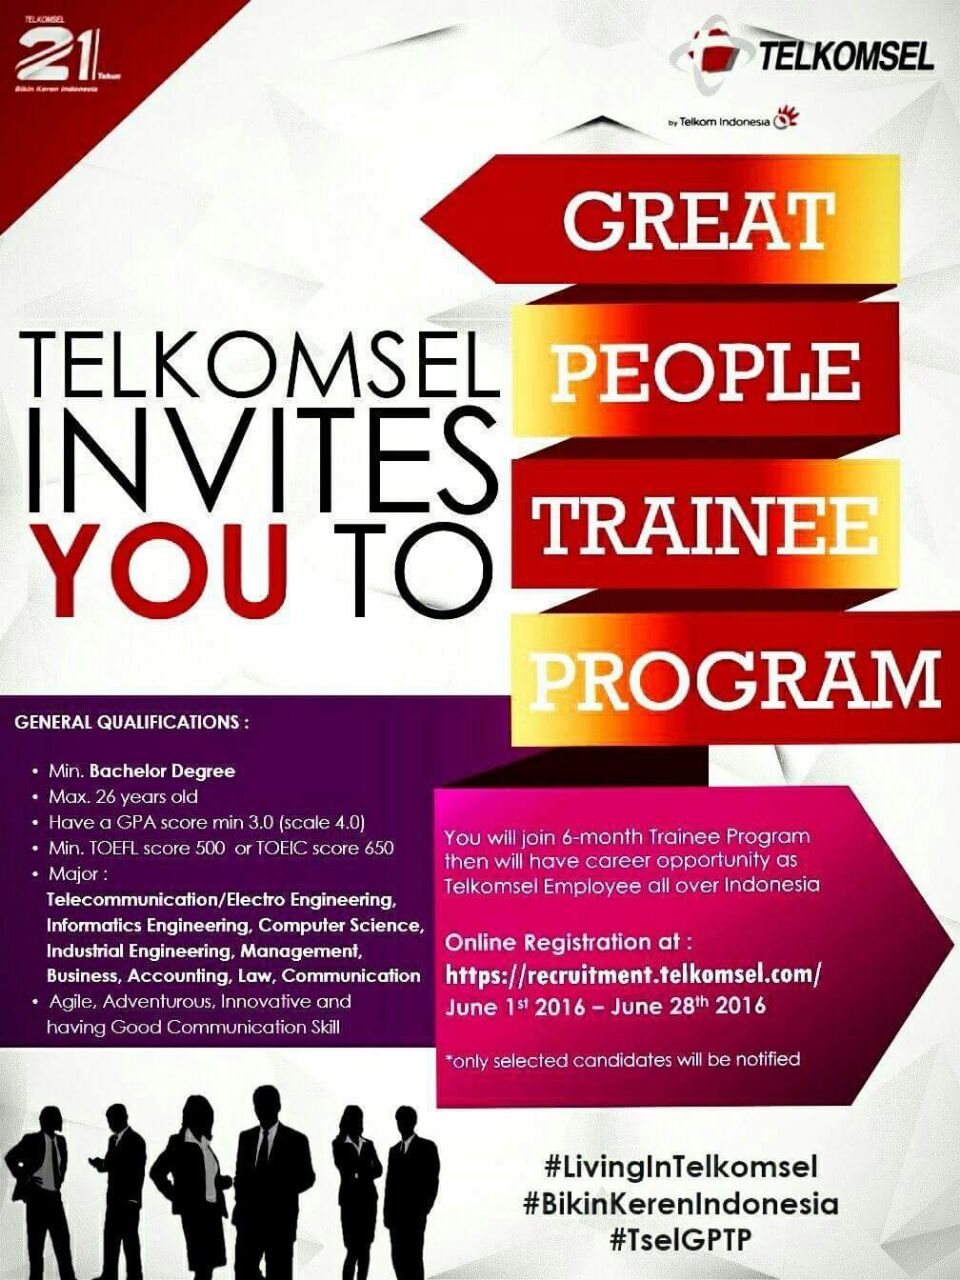 TELKOMSEL
21
Tahun
Bikin Keren Indonesia
TELKOMSEL
by Telkom Indonesia
GREAT
PEOPLE
TRAINEE
PROGRAM
TELKOMSEL
INVITES
YOU TO
GENERAL QUALIFICATIONS :
• Min. Bachelor Degree
• Max. 26 years old
• Have a GPA score min 3.0 (scale 4.0)
• Min. TOEFL score 500 or TOEIC score 650
• Major :
Telecommunication/Electro Engineering,
Informatics Engineering, Computer Science,
Industrial Engineering, Management,
Business, Accounting, Law, Communication
• Agile, Adventurous, Innovative and
having Good Communication Skill
You will join 6-month Trainee Program
then will have career opportunity as
Telkomsel Employee all over Indonesia
Online Registration at :
https://recruitment.telkomsel.com/
June 1st 2016 – June 28th 2016
*only selected candidates will be notified
#LivingInTelkomsel
#BikinKerenIndonesia
#TselGPTP